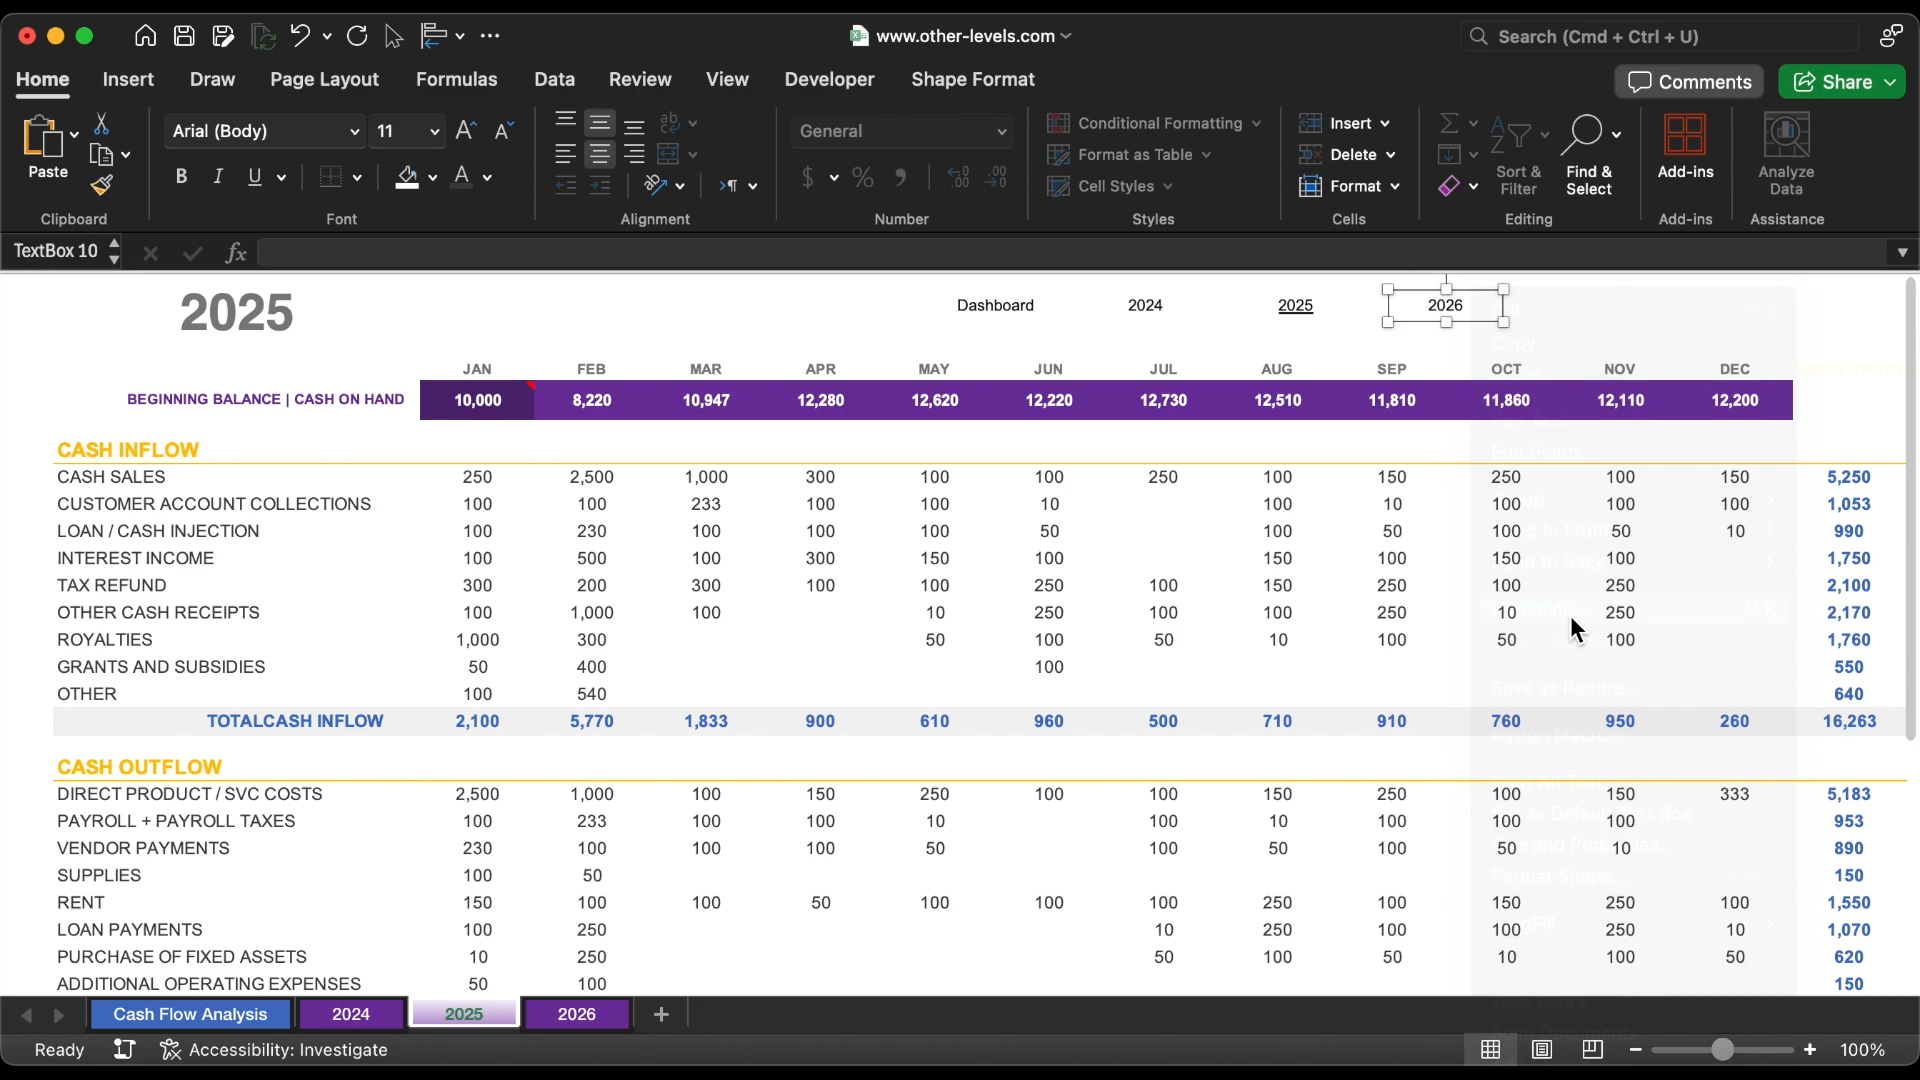 www.other-levels.com
Search (Cmd + Ctrl + U)
Home Insert Draw Page Layout Formulas Data Review View Developer Shape Format
Comments Share
Paste Arial (Body) 11 General Conditional Formatting Format as Table Cell Styles Insert Delete Format Sort & Filter Find & Select Add-ins Analyze Data
Clipboard Font Alignment Number Styles Cells Editing Add-ins Assistance
TextBox 10 fx
2025 Dashboard 2024 2025 2026
JAN FEB MAR APR MAY JUN JUL AUG SEP OCT NOV DEC
BEGINNING BALANCE | CASH ON HAND 10,000 8,220 10,947 12,280 12,620 12,220 12,730 12,510 11,810 11,860 12,110 12,200
CASH INFLOW
CASH SALES 250 2,500 1,000 300 100 100 250 100 150 250 100 150 5,250
CUSTOMER ACCOUNT COLLECTIONS 100 100 233 100 100 10 100 10 100 100 100 1,053
LOAN / CASH INJECTION 100 230 100 100 100 50 100 50 100 50 10 990
INTEREST INCOME 100 500 100 300 150 100 150 100 150 100 1,750
TAX REFUND 300 200 300 100 100 250 100 150 250 100 250 2,100
OTHER CASH RECEIPTS 100 1,000 100 10 250 100 100 250 10 250 2,170
ROYALTIES 1,000 300 50 100 50 10 100 50 100 1,760
GRANTS AND SUBSIDIES 50 400 100 550
OTHER 100 540 640
TOTALCASH INFLOW 2,100 5,770 1,833 900 610 960 500 710 910 760 950 260 16,263
CASH OUTFLOW
DIRECT PRODUCT / SVC COSTS 2,500 1,000 100 150 250 100 100 150 250 100 150 333 5,183
PAYROLL + PAYROLL TAXES 100 233 100 100 10 100 10 100 100 100 953
VENDOR PAYMENTS 230 100 100 100 50 100 50 100 50 10 890
SUPPLIES 100 50 150
RENT 150 100 100 50 100 100 100 250 100 150 250 100 1,550
LOAN PAYMENTS 100 250 10 250 100 100 250 10 1,070
PURCHASE OF FIXED ASSETS 10 250 50 100 50 10 100 50 620
ADDITIONAL OPERATING EXPENSES 50 100 150
Copy
Edit Points
Save as Picture...
Format Shape...
Cash Flow Analysis 2024 2025 2026
Ready Accessibility: Investigate 100%